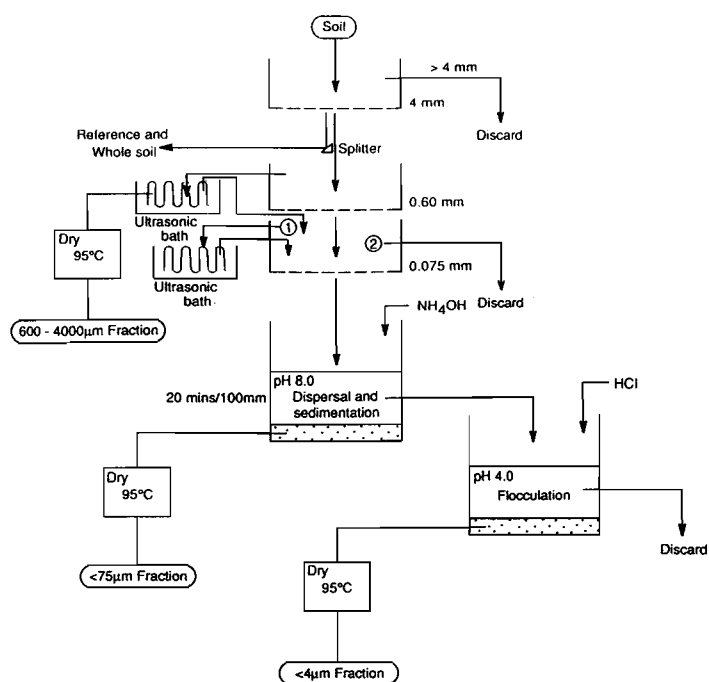 Soil
> 4 mm
4 mm
Discard
Reference and
Whole soil
Splitter
0.60 mm
Ultrasonic
bath
1
2
Dry
95°C
0.075 mm
Ultrasonic
bath
Discard
NH4OH
600 - 4000µm Fraction
pH 8.0
Dispersal and
sedimentation
20 mins/100mm
HCl
pH 4.0
Flocculation
Dry
95°C
Discard
<75µm Fraction
Dry
95°C
<4µm Fraction